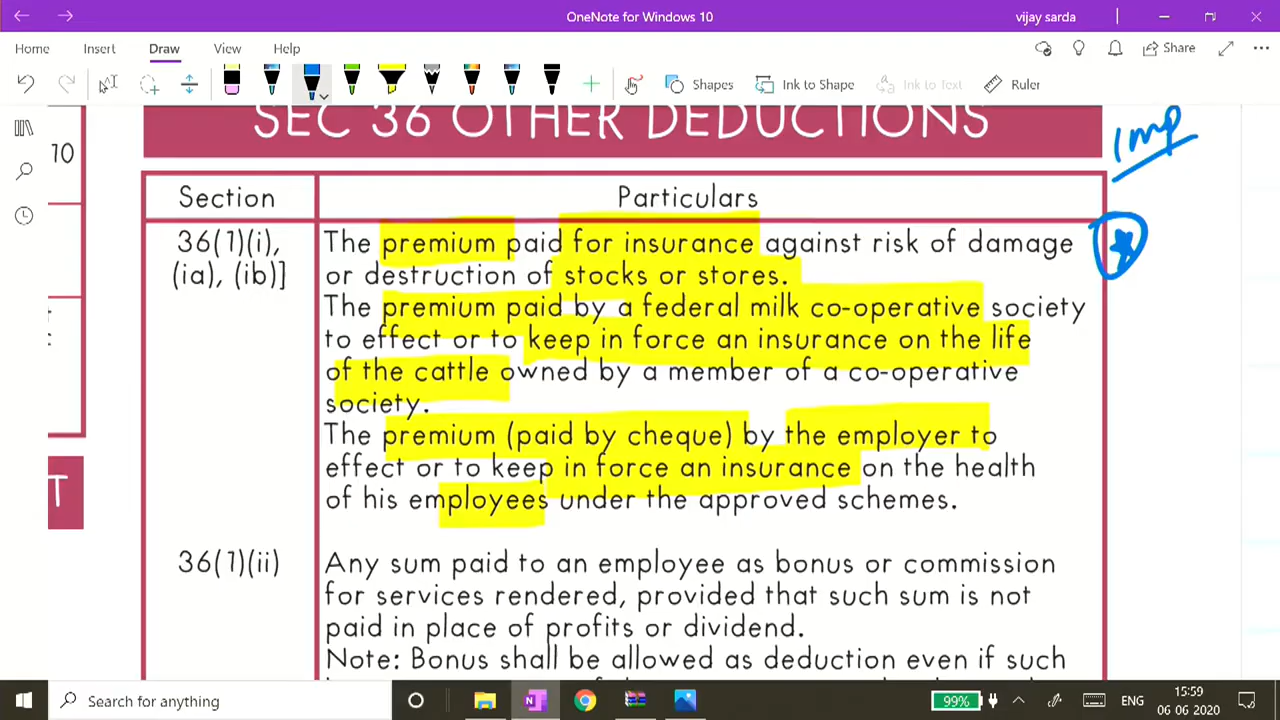 OneNote for Windows 10
vijay sarda
Home Insert Draw View Help
Share
Shapes Ink to Shape Ink to Text Ruler
SEC 36 OTHER DEDUCTIONS
Imp
10
Section Particulars
36(1)(i), The premium paid for insurance against risk of damage
(ia), (ib)] or destruction of stocks or stores.
The premium paid by a federal milk co-operative society
to effect or to keep in force an insurance on the life
of the cattle owned by a member of a co-operative
society.
The premium (paid by cheque) by the employer to
effect or to keep in force an insurance on the health
T
of his employees under the approved schemes.
36(1)(ii) Any sum paid to an employee as bonus or commission
for services rendered, provided that such sum is not
paid in place of profits or dividend.
Note: Bonus shall be allowed as deduction even if such
Search for anything
99%
ENG
15:59
06-06-2020